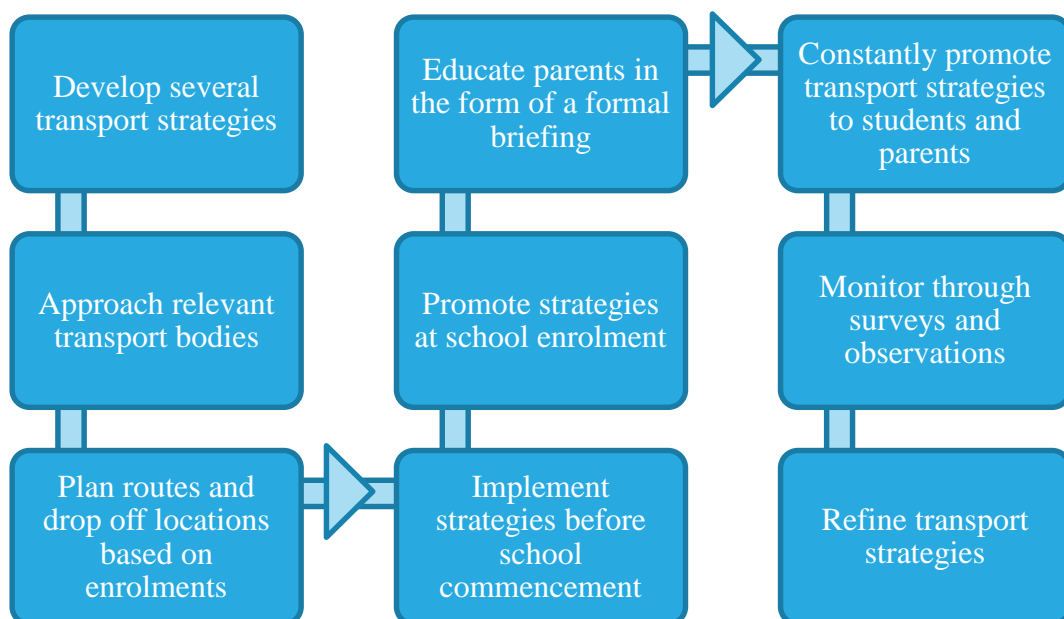 Develop several
transport strategies
Approach relevant
transport bodies
Plan routes and
drop off locations
based on
enrolments
Implement
strategies before
school
commencement
Promote strategies
at school enrolment
Educate parents in
the form of a formal
briefing
Constantly promote
transport strategies
to students and
parents
Monitor through
surveys and
observations
Refine transport
strategies